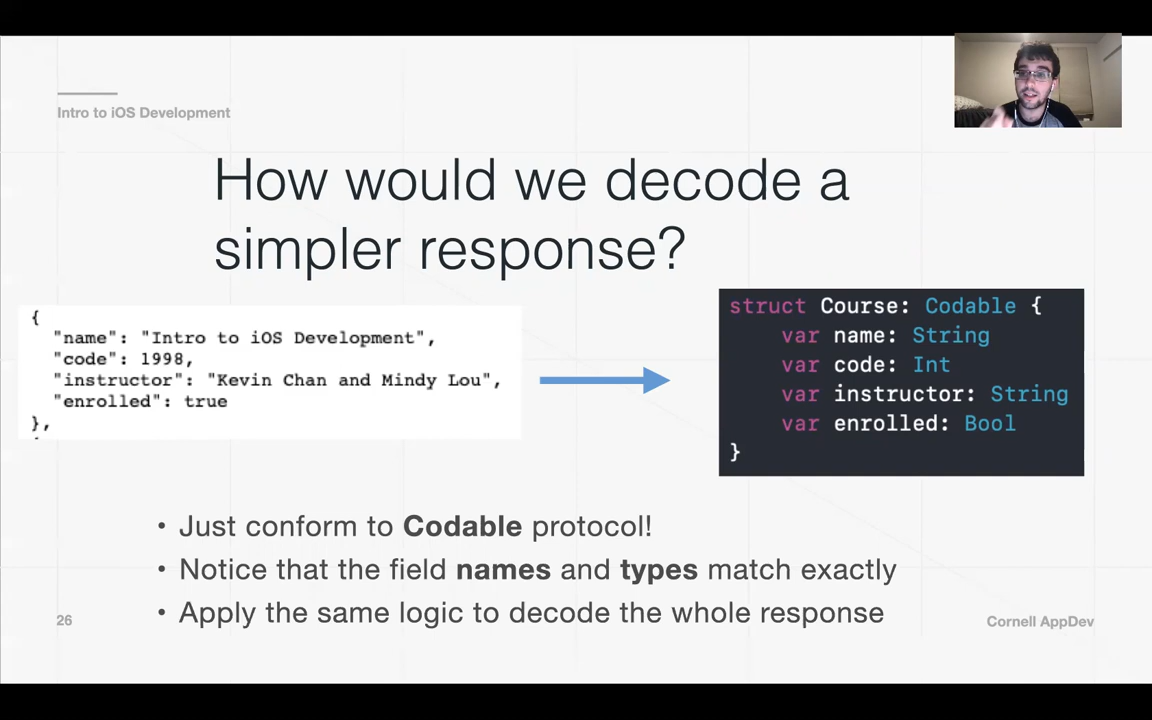 Intro to iOS Development
How would we decode a
simpler response?
{
"name": "Intro to iOS Development",
"code": 1998,
"instructor": "Kevin Chan and Mindy Lou",
"enrolled": true
},
struct Course: Codable {
var name: String
var code: Int
var instructor: String
var enrolled: Bool
}
• Just conform to Codable protocol!
• Notice that the field names and types match exactly
• Apply the same logic to decode the whole response
26
Cornell AppDev